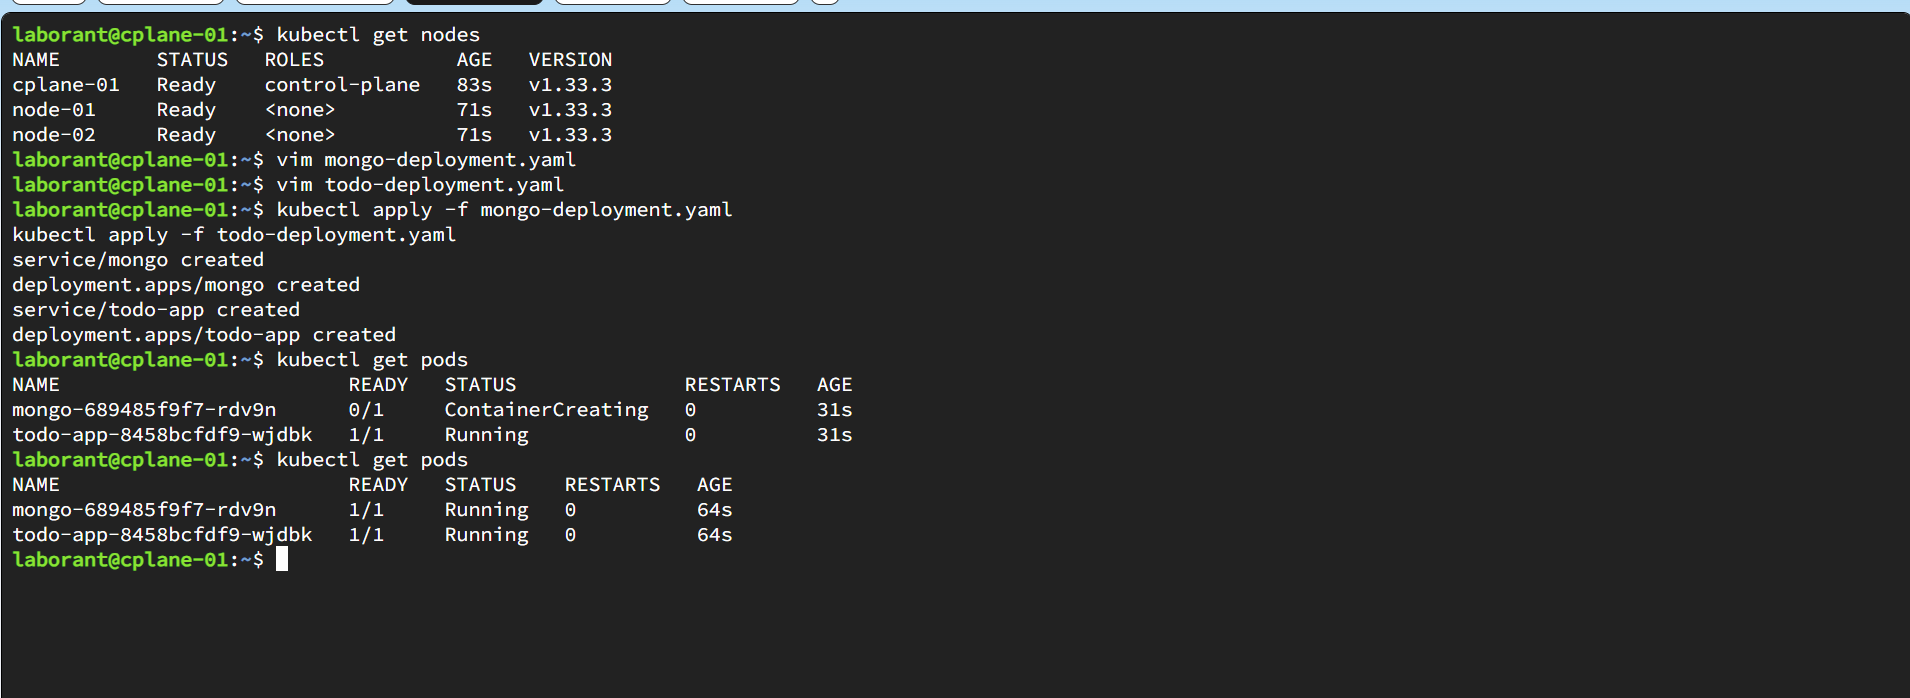 laborant@cplane-01:~$ kubectl get nodes
NAME        STATUS   ROLES           AGE   VERSION
cplane-01   Ready    control-plane   83s   v1.33.3
node-01     Ready    <none>          71s   v1.33.3
node-02     Ready    <none>          71s   v1.33.3
laborant@cplane-01:~$ vim mongo-deployment.yaml
laborant@cplane-01:~$ vim todo-deployment.yaml
laborant@cplane-01:~$ kubectl apply -f mongo-deployment.yaml
kubectl apply -f todo-deployment.yaml
service/mongo created
deployment.apps/mongo created
service/todo-app created
deployment.apps/todo-app created
laborant@cplane-01:~$ kubectl get pods
NAME                        READY   STATUS              RESTARTS   AGE
mongo-689485f9f7-rdv9n      0/1     ContainerCreating   0          31s
todo-app-8458bcfdf9-wjdbk   1/1     Running             0          31s
laborant@cplane-01:~$ kubectl get pods
NAME                        READY   STATUS    RESTARTS   AGE
mongo-689485f9f7-rdv9n      1/1     Running   0          64s
todo-app-8458bcfdf9-wjdbk   1/1     Running   0          64s
laborant@cplane-01:~$